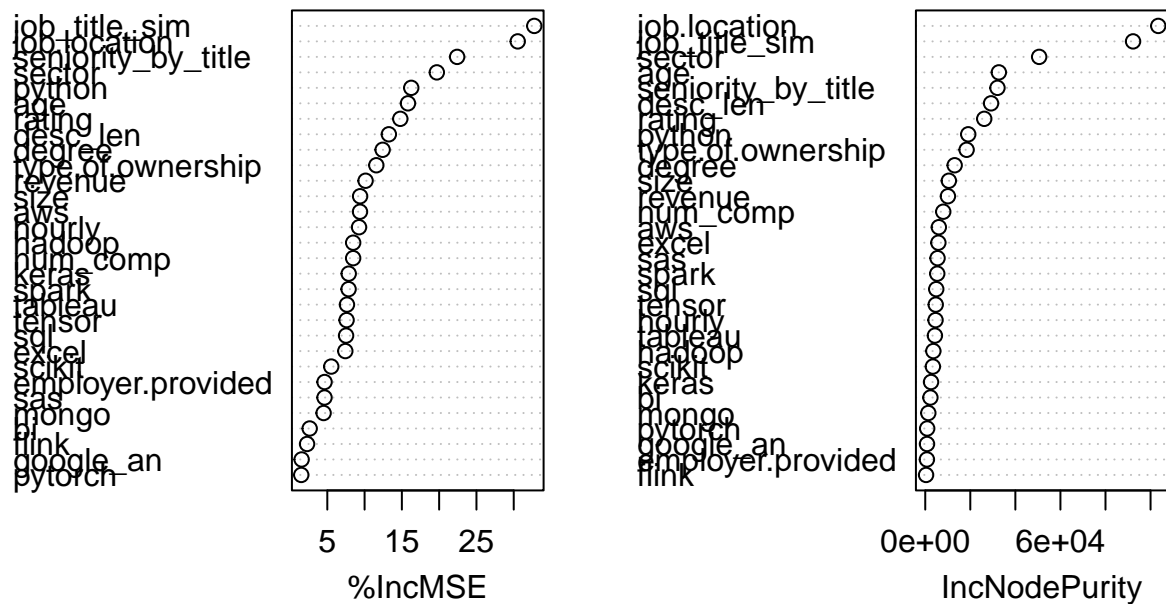 job_title_sim
job.location
seniority_by_title
sector
python
age
rating
desc_len
degree
type.of.ownership
revenue
size
aws
hourly
hadoop
num_comp
keras
spark
tableau
tensor
sql
excel
scikit
employer.provided
sas
mongo
bi
flink
google_an
pytorch
5 15 25
%IncMSE
job.location
job_title_sim
sector
age
seniority_by_title
desc_len
rating
python
type.of.ownership
degree
size
revenue
num_comp
aws
excel
sas
spark
sql
tensor
hourly
tableau
hadoop
scikit
keras
bi
mongo
pytorch
google_an
employer.provided
flink
0e+00 6e+04
IncNodePurity